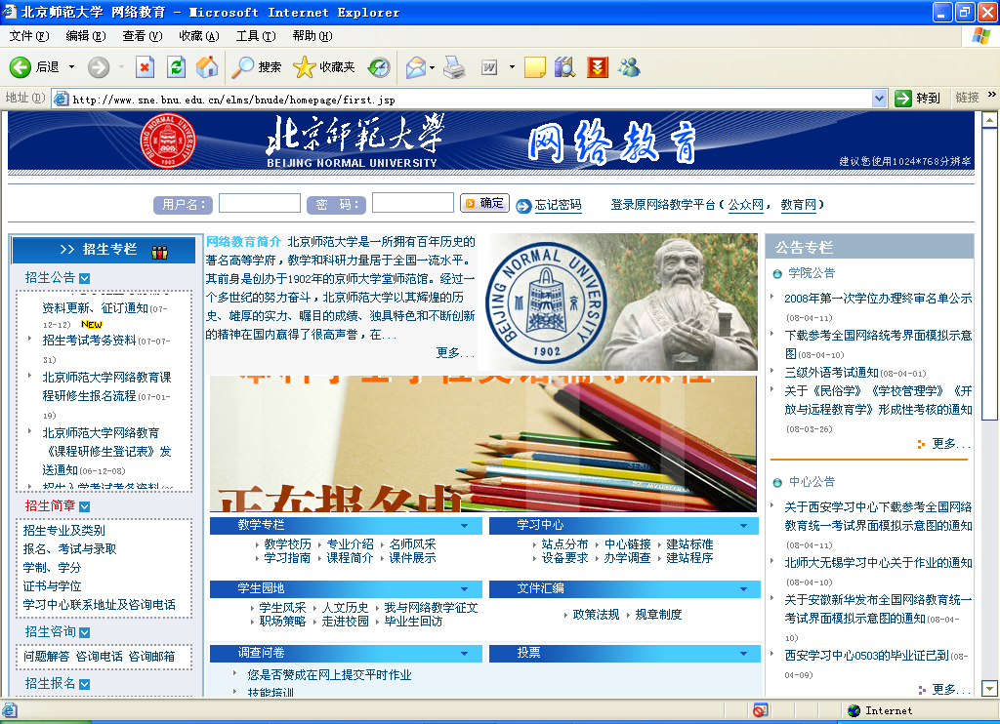 北京师范大学 网络教育 - Microsoft Internet Explorer
文件(F) 编辑(E) 查看(V) 收藏(A) 工具(T) 帮助(H)
后退 搜索 收藏夹
地址(D) http://www.sne.bnu.edu.cn/elms/bnude/homepage/first.jsp 转到 链接 »
北京师范大学 网络教育
BEIJING NORMAL UNIVERSITY
建议您使用1024*768分辨率
用户名: 密 码: 确定 忘记密码 登录原网络教学平台(公众网, 教育网)
>> 招生专栏
招生公告
资料更新、征订通知(07-
12-12) NEW
招生考试考务资料(07-07-
31)
北京师范大学网络教育课
程研修生报名流程(07-01-
19)
北京师范大学网络教育
《课程研修生登记表》发
送通知(06-12-08)
招生入学考试考务资料(06
招生简章
招生专业及类别
报名、考试与录取
学制、学分
证书与学位
学习中心联系地址及咨询电话
招生咨询
问题解答 咨询电话 咨询邮箱
招生报名
网络教育简介 北京师范大学是一所拥有百年历史的
著名高等学府,教学和科研力量居于全国一流水平。
其前身是创办于1902年的京师大学堂师范馆。经过一
个多世纪的努力奋斗,北京师范大学以其辉煌的历
史、雄厚的实力、瞩目的成绩、独具特色和不断创新
的精神在国内赢得了很高声誉,在...
更多...
BEIJING NORMAL UNIVERSITY
1902
本科学生学位英语辅导课程
正在报名中
教学专栏
教学校历 专业介绍 名师风采
学习指南 课程简介 课件展示
学习中心
站点分布 中心链接 建站标准
设备要求 办学调查 建站程序
学生园地
学生风采 人文历史 我与网络教学征文
职场策略 走进校园 毕业生回访
文件汇编
政策法规 规章制度
调查问卷
您是否赞成在网上提交平时作业
技能培训
投票
公告专栏
学院公告
2008年第一次学位办理终审名单公示
(08-04-11)
下载参考全国网络统考界面模拟示意
图(08-04-10)
三级外语考试通知(08-04-01)
关于《民俗学》《学校管理学》《开
放与远程教育学》形成性考核的通知
(08-03-26)
更多...
中心公告
关于西安学习中心下载参考全国网络
教育统一考试界面模拟示意图的通知
(08-04-11)
北师大无锡学习中心关于作业的通知
(08-04-10)
关于安徽新华发布全国网络教育统一
考试界面模拟示意图的通知(08-04-
10)
西安学习中心0503的毕业证已到(08-
04-09)
更多...
Internet